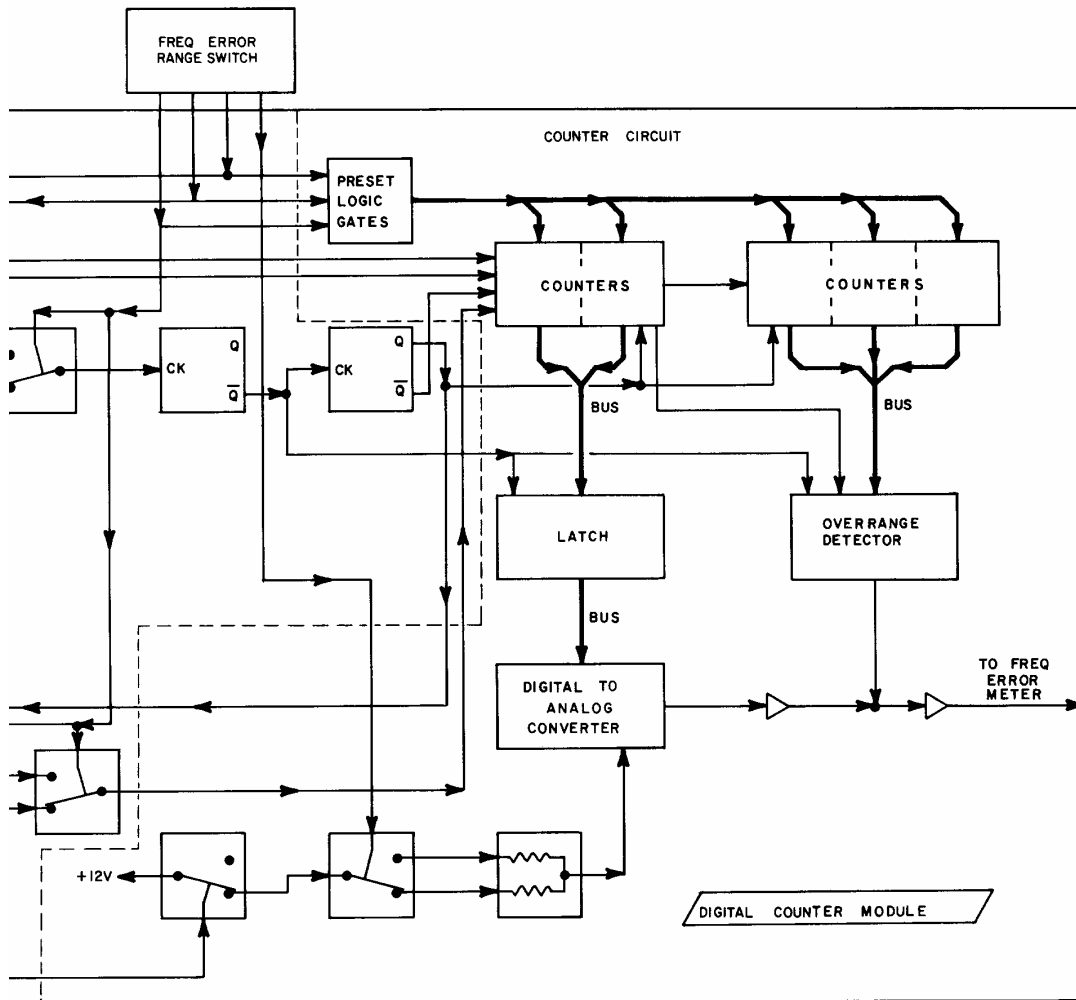 FREQ ERROR
RANGE SWITCH
COUNTER CIRCUIT
PRESET
LOGIC
GATES
COUNTERS
COUNTERS
CK
Q
Q̅
CK
Q
Q̅
BUS
BUS
LATCH
OVERRANGE
DETECTOR
BUS
DIGITAL TO
ANALOG
CONVERTER
TO FREQ
ERROR
METER
+12V
DIGITAL COUNTER MODULE